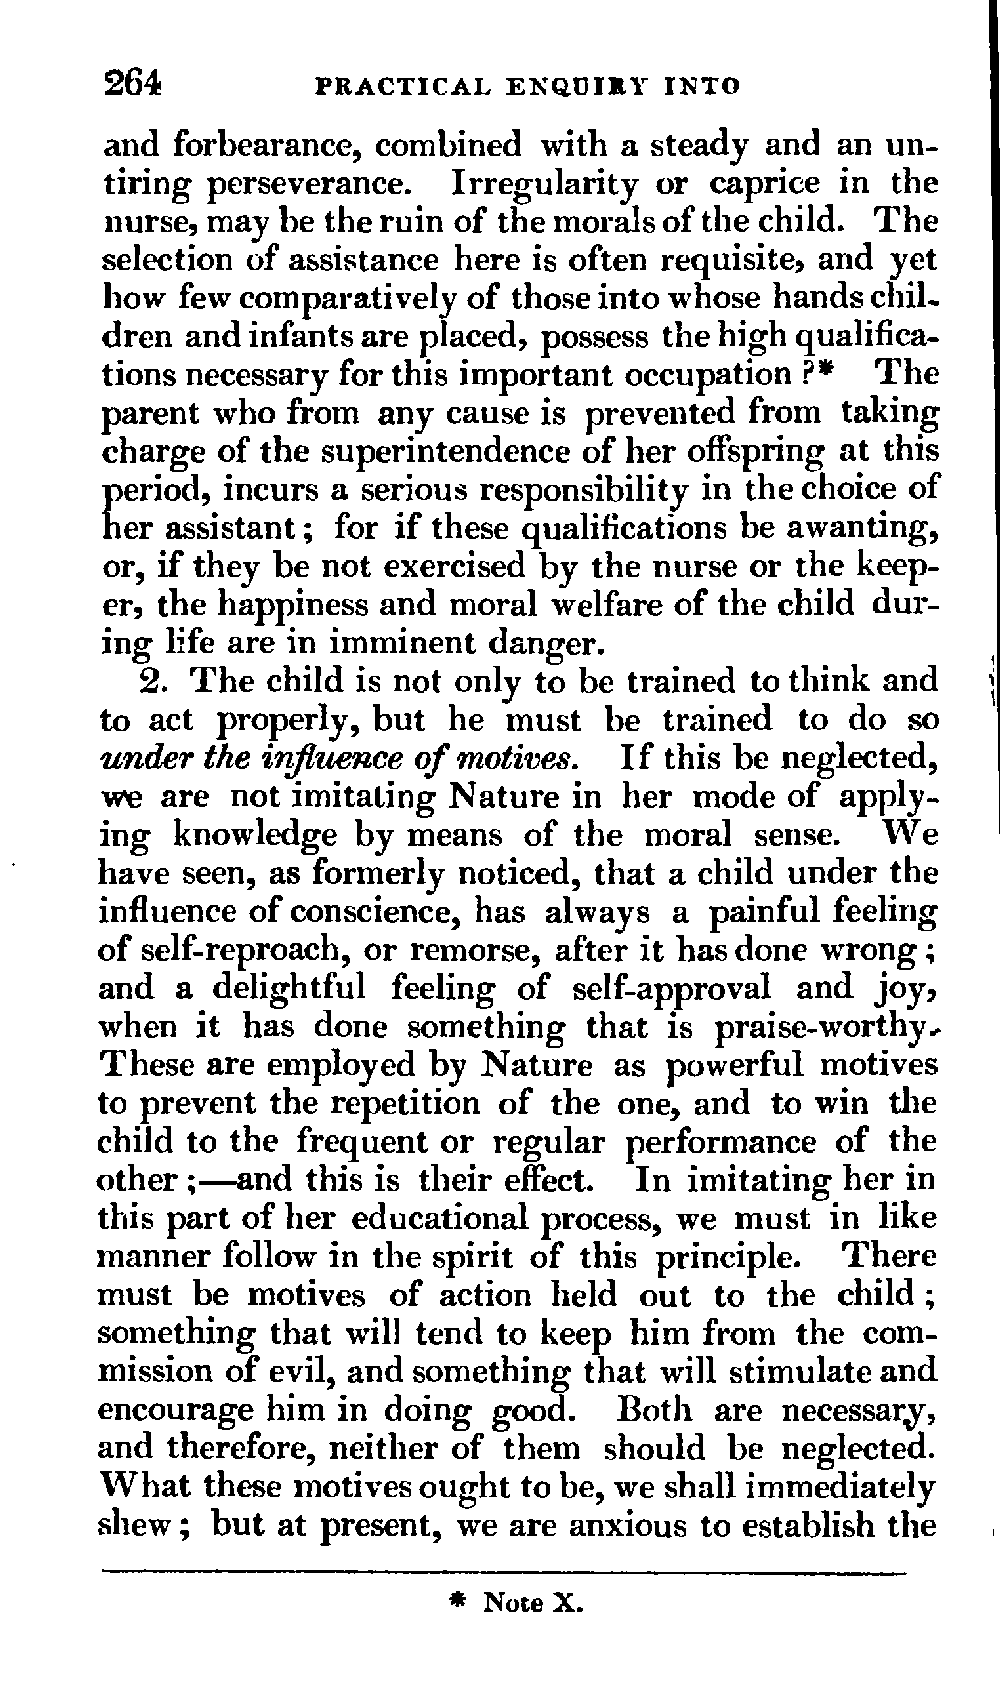 264 PRACTICAL ENQUIRY INTO
and forbearance, combined with a steady and an un-
tiring perseverance. Irregularity or caprice in the
nurse, may be the ruin of the morals of the child. The
selection of assistance here is often requisite, and yet
how few comparatively of those into whose hands chil-
dren and infants are placed, possess the high qualifica-
tions necessary for this important occupation ?* The
parent who from any cause is prevented from taking
charge of the superintendence of her offspring at this
period, incurs a serious responsibility in the choice of
her assistant ; for if these qualifications be awanting,
or, if they be not exercised by the nurse or the keep-
er, the happiness and moral welfare of the child dur-
ing life are in imminent danger.
2. The child is not only to be trained to think and
to act properly, but he must be trained to do so
under the influence of motives. If this be neglected,
we are not imitating Nature in her mode of apply-
ing knowledge by means of the moral sense. We
have seen, as formerly noticed, that a child under the
influence of conscience, has always a painful feeling
of self-reproach, or remorse, after it has done wrong ;
and a delightful feeling of self-approval and joy,
when it has done something that is praise-worthy.
These are employed by Nature as powerful motives
to prevent the repetition of the one, and to win the
child to the frequent or regular performance of the
other ;—and this is their effect. In imitating her in
this part of her educational process, we must in like
manner follow in the spirit of this principle. There
must be motives of action held out to the child ;
something that will tend to keep him from the com-
mission of evil, and something that will stimulate and
encourage him in doing good. Both are necessary,
and therefore, neither of them should be neglected.
What these motives ought to be, we shall immediately
shew ; but at present, we are anxious to establish the
* Note X.